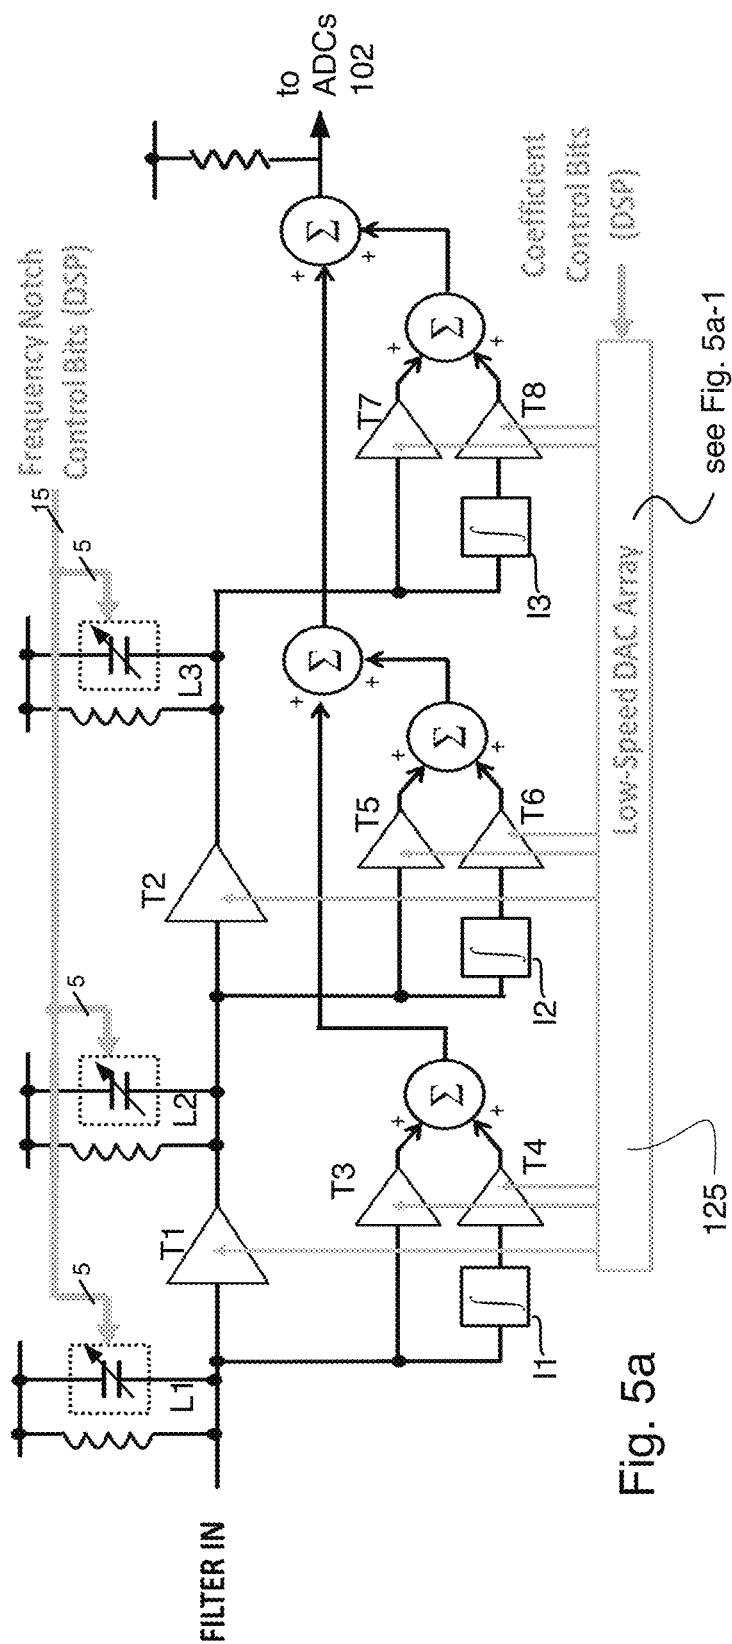 Frequency Notch
Control Bits (DSP)
15
5
5
5
L1
L2
L3
FILTER IN
T1
T2
to
ADCs
102
Σ
+
+
Σ
+
+
T3
T4
Σ
+
+
T5
T6
Σ
+
+
T7
T8
Σ
+
+
∫
I1
∫
I2
∫
I3
Coefficient
Control Bits
(DSP)
Low-Speed DAC Array
125
see Fig. 5a-1
Fig. 5a